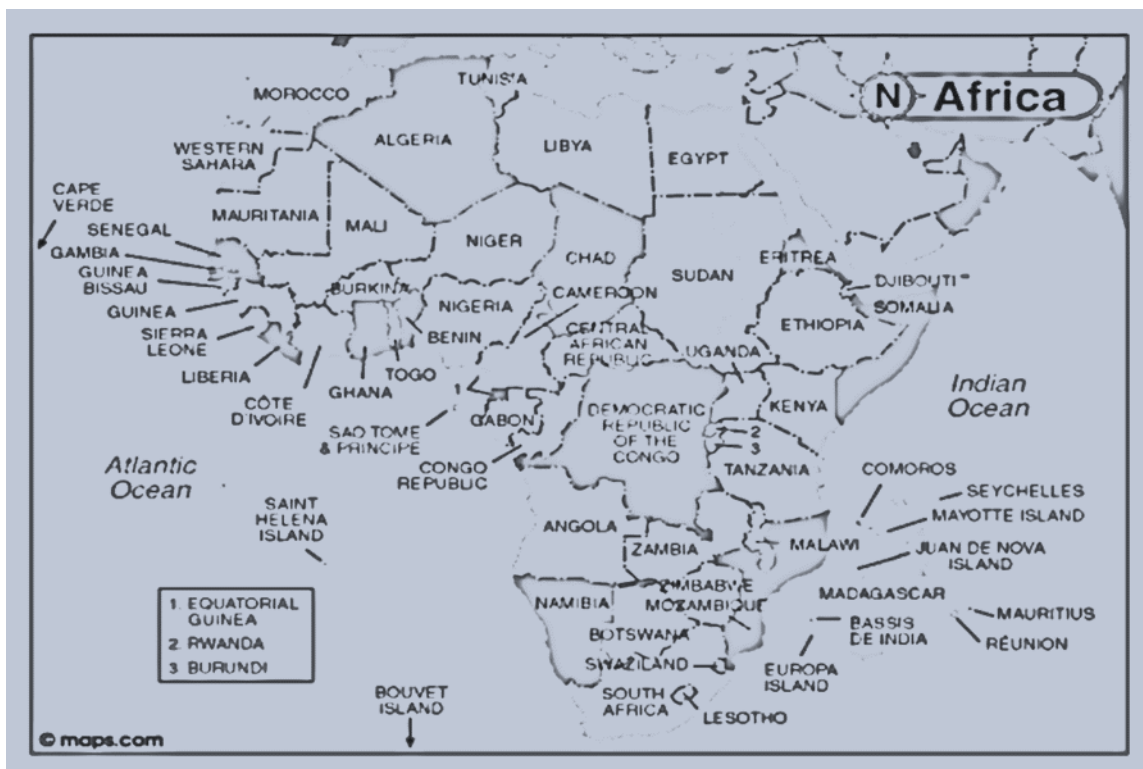 N Africa
TUNISIA
MOROCCO
ALGERIA
LIBYA
EGYPT
WESTERN
SAHARA
CAPE
VERDE
MAURITANIA
MALI
NIGER
CHAD
SUDAN
ERITREA
SENEGAL
GAMBIA
GUINEA
BISSAU
GUINEA
SIERRA
LEONE
LIBERIA
CÔTE
D'IVOIRE
BURKINA
GHANA
TOGO
BENIN
NIGERIA
CAMEROON
CENTRAL
AFRICAN
REPUBLIC
DJIBOUTI
SOMALIA
ETHIOPIA
UGANDA
KENYA
Indian
Ocean
1
GABON
SAO TOME
& PRINCIPE
CONGO
REPUBLIC
DEMOCRATIC
REPUBLIC
OF THE
CONGO
2
3
TANZANIA
Atlantic
Ocean
SAINT
HELENA
ISLAND
COMOROS
SEYCHELLES
MAYOTTE ISLAND
JUAN DE NOVA
ISLAND
ANGOLA
ZAMBIA
MALAWI
MADAGASCAR
MAURITIUS
RÉUNION
BASSIS
DE INDIA
EUROPA
ISLAND
ZIMBABWE
MOZAMBIQUE
NAMIBIA
BOTSWANA
SWAZILAND
SOUTH
AFRICA
LESOTHO
1. EQUATORIAL
GUINEA
2 RWANDA
3 BURUNDI
BOUVET
ISLAND
© maps.com